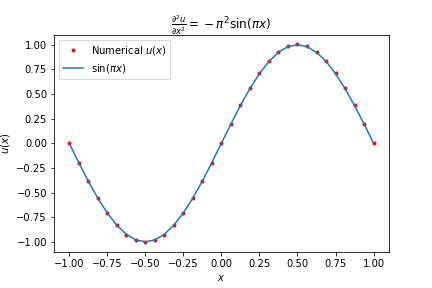 ∂²u/∂x² = −π²sin(πx)
Numerical u(x)
sin(πx)
u(x)
1.00
0.75
0.50
0.25
0.00
−0.25
−0.50
−0.75
−1.00
−1.00 −0.75 −0.50 −0.25 0.00 0.25 0.50 0.75 1.00
x